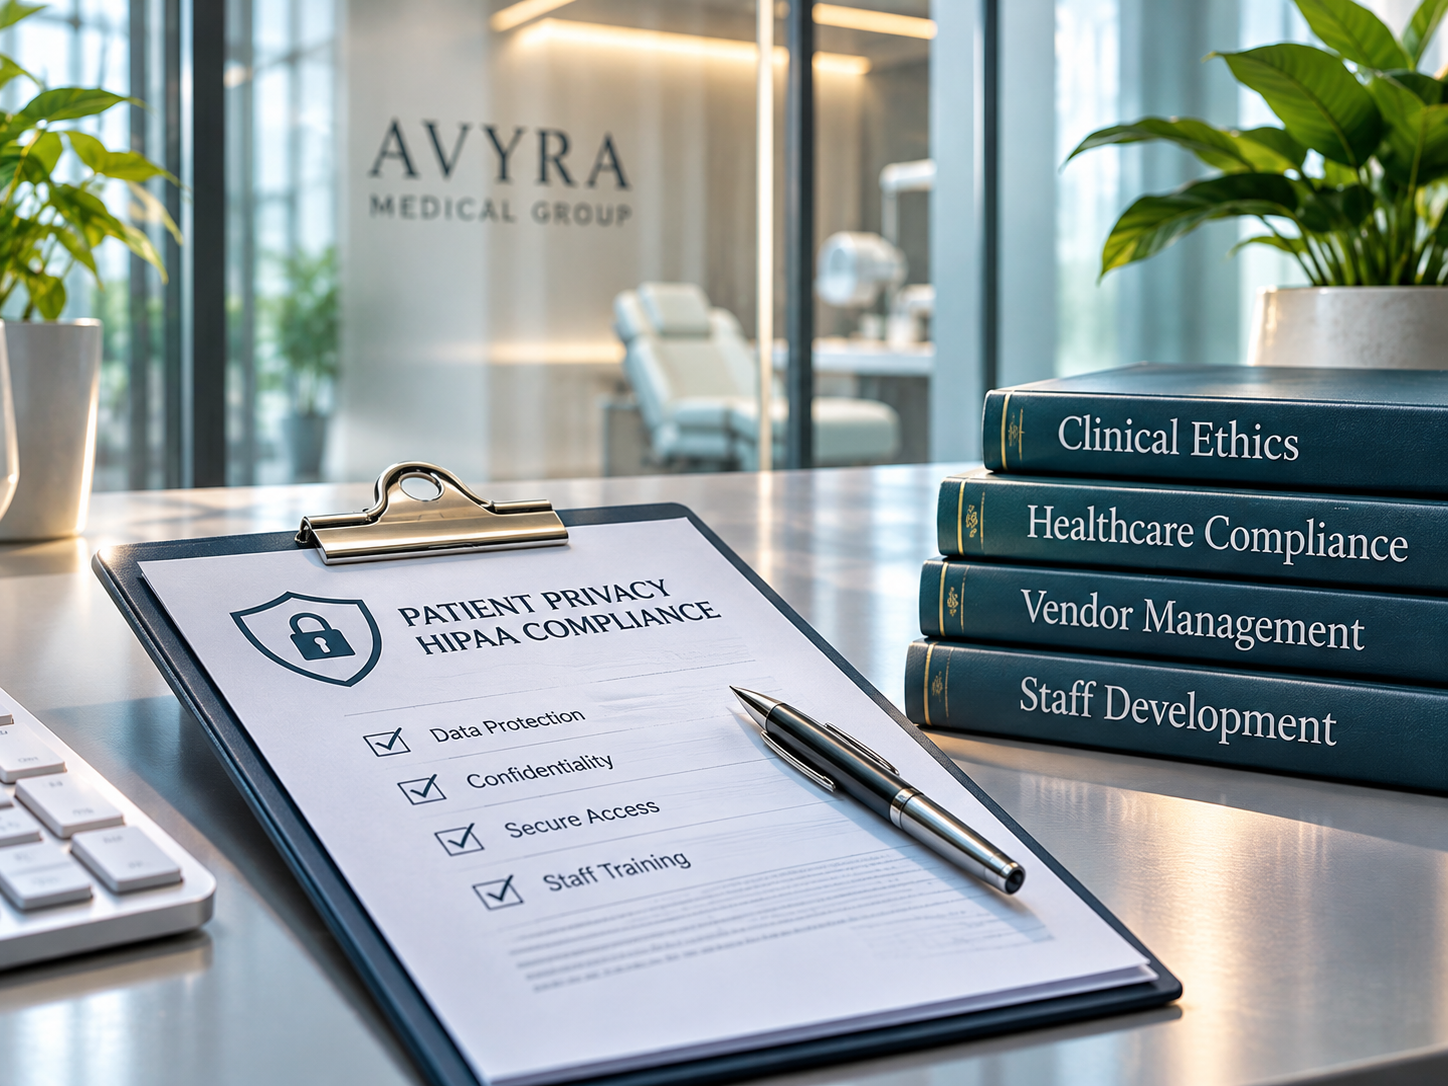 AVYRA
MEDICAL GROUP
PATIENT PRIVACY
HIPAA COMPLIANCE
Data Protection
Confidentiality
Secure Access
Staff Training
Clinical Ethics
Healthcare Compliance
Vendor Management
Staff Development